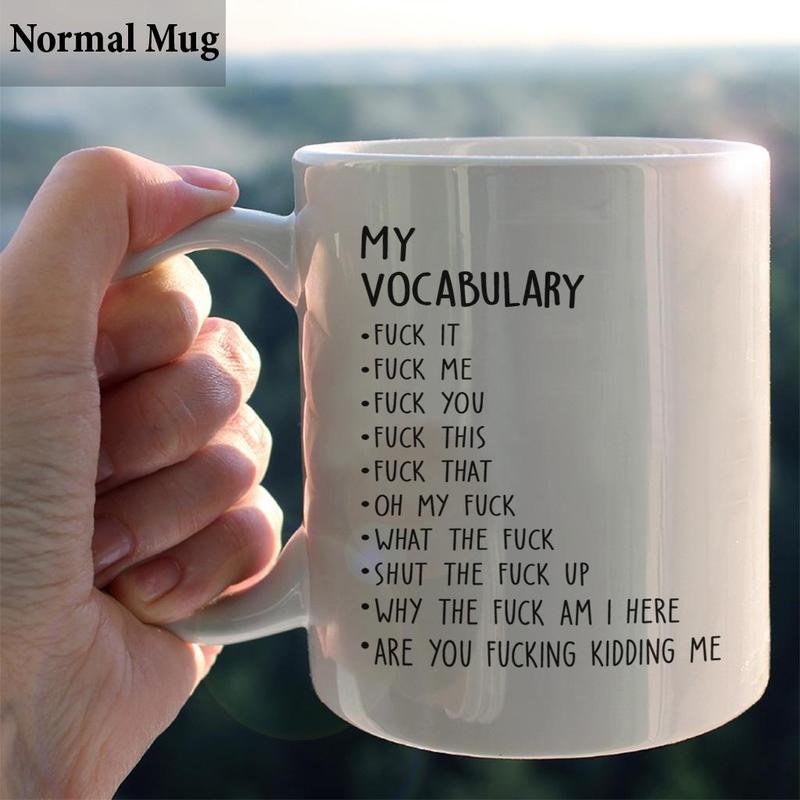 Normal Mug
MY
VOCABULARY
• FUCK IT
• FUCK ME
• FUCK YOU
• FUCK THIS
• FUCK THAT
• OH MY FUCK
• WHAT THE FUCK
• SHUT THE FUCK UP
• WHY THE FUCK AM I HERE
• ARE YOU FUCKING KIDDING ME